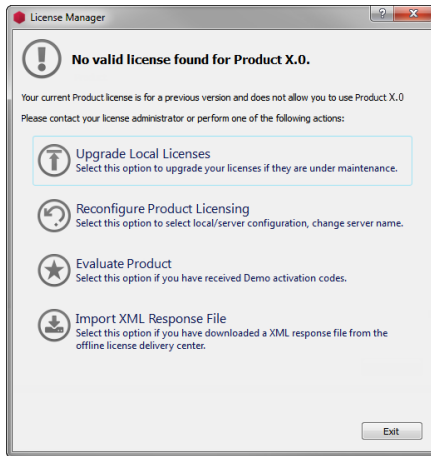 License Manager
No valid license found for Product X.0.
Your current Product license is for a previous version and does not allow you to use Product X.0
Please contact your license administrator or perform one of the following actions:
Upgrade Local Licenses
Select this option to upgrade your licenses if they are under maintenance.
Reconfigure Product Licensing
Select this option to select local/server configuration, change server name.
Evaluate Product
Select this option if you have received Demo activation codes.
Import XML Response File
Select this option if you have downloaded a XML response file from the
offline license delivery center.
Exit